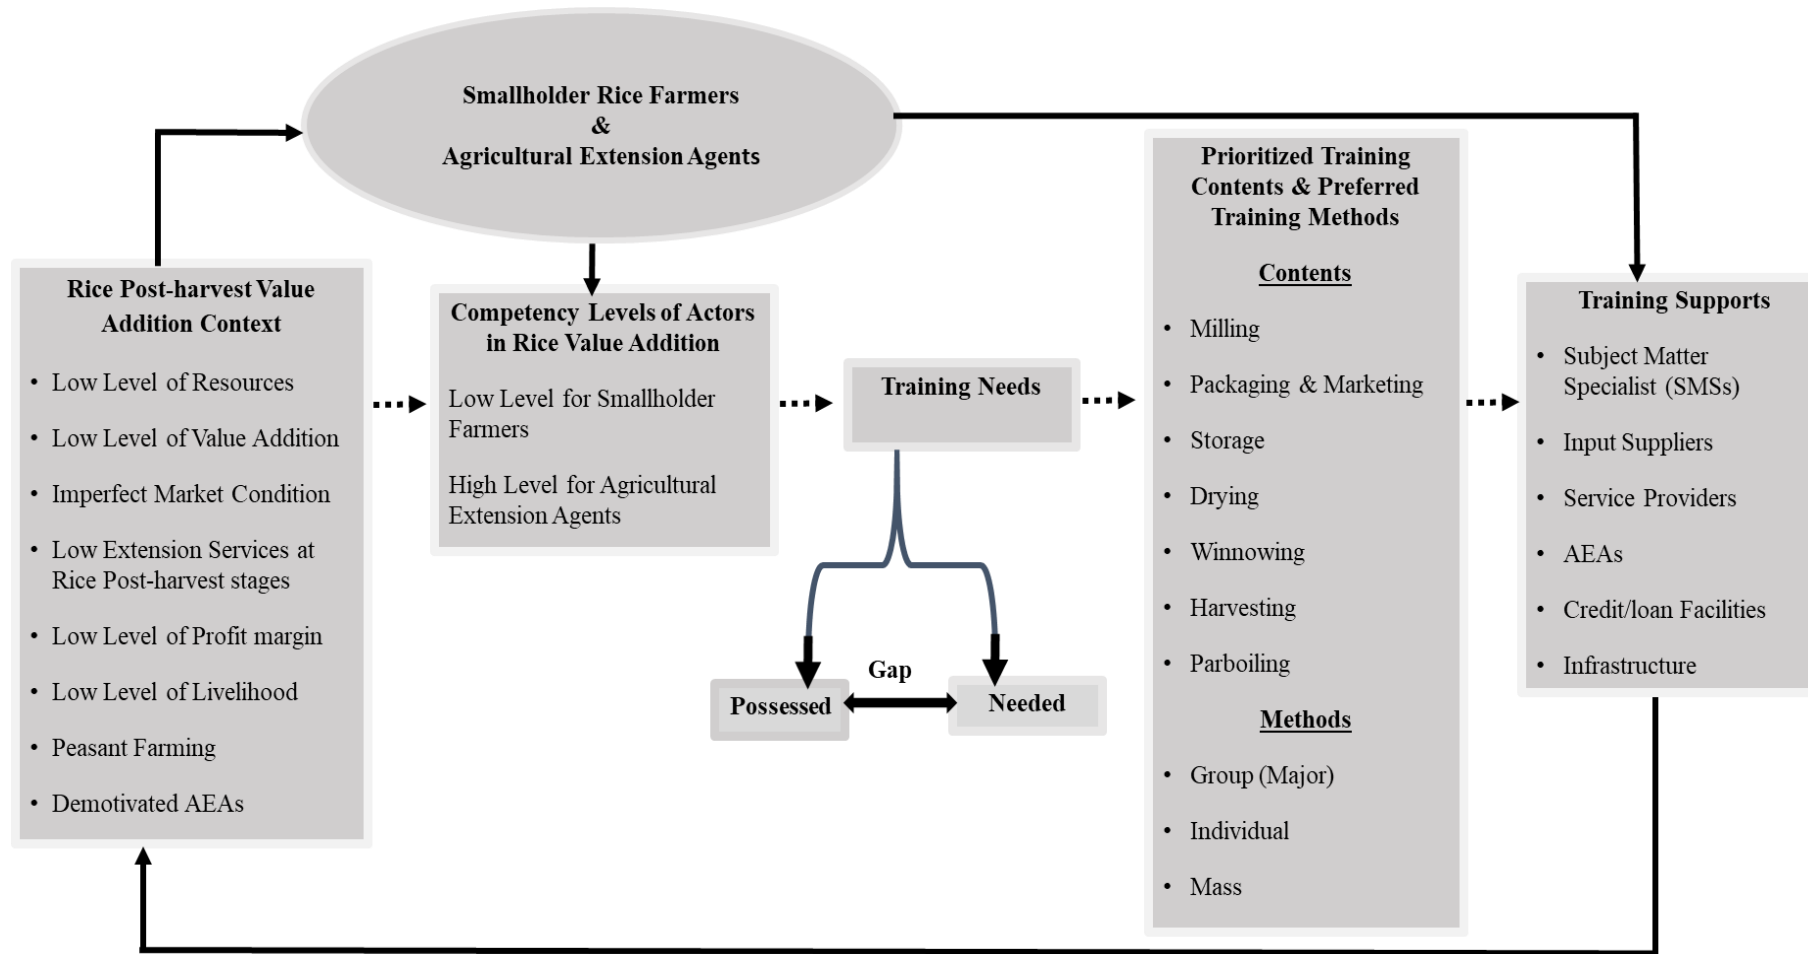 Smallholder Rice Farmers
&
Agricultural Extension Agents
Rice Post-harvest Value
Addition Context
• Low Level of Resources
• Low Level of Value Addition
• Imperfect Market Condition
• Low Extension Services at
Rice Post-harvest stages
• Low Level of Profit margin
• Low Level of Livelihood
• Peasant Farming
• Demotivated AEAs
Competency Levels of Actors
in Rice Value Addition
Low Level for Smallholder
Farmers
High Level for Agricultural
Extension Agents
Training Needs
Gap
Possessed
Needed
Prioritized Training
Contents & Preferred
Training Methods
Contents
• Milling
• Packaging & Marketing
• Storage
• Drying
• Winnowing
• Harvesting
• Parboiling
Methods
• Group (Major)
• Individual
• Mass
Training Supports
• Subject Matter
Specialist (SMSs)
• Input Suppliers
• Service Providers
• AEAs
• Credit/loan Facilities
• Infrastructure